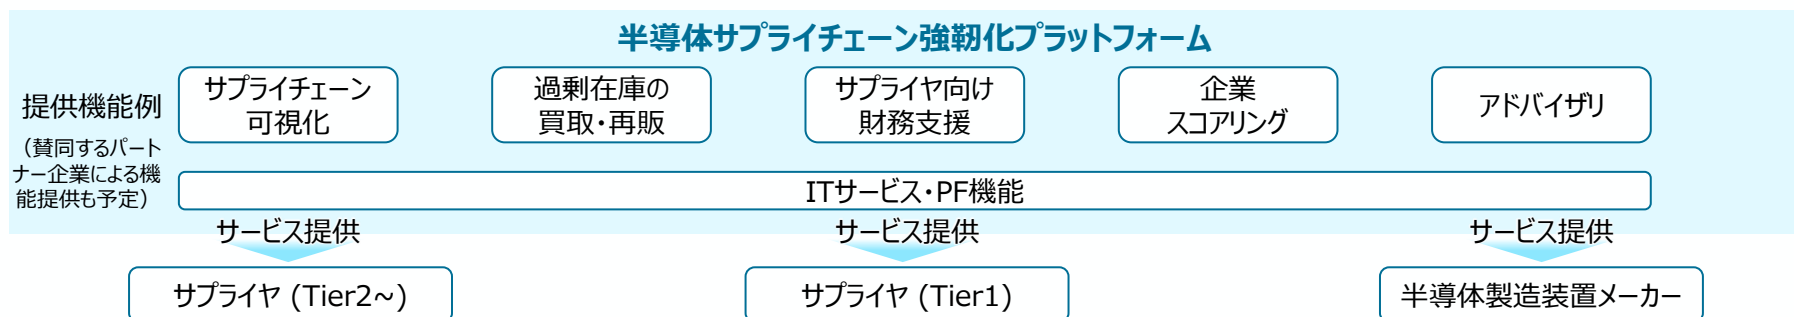 半導体サプライチェーン強靭化プラットフォーム
提供機能例
（賛同するパート
ナー企業による機
能提供も予定）
サプライチェーン
可視化
過剰在庫の
買取・再販
サプライヤ向け
財務支援
企業
スコアリング
アドバイザリ
ITサービス・PF機能
サービス提供
サービス提供
サービス提供
サプライヤ (Tier2~)
サプライヤ (Tier1)
半導体製造装置メーカー